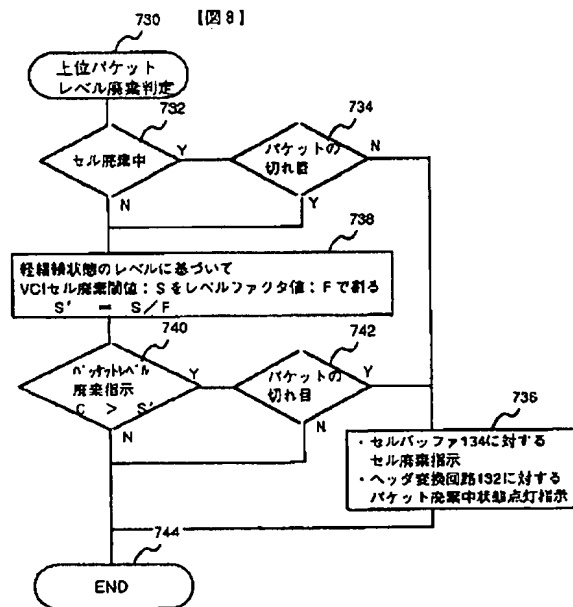 【図8】
730
上位パケット
レベル廃棄判定
732
セル廃棄中
Y
N
734
パケットの
切れ目
N
Y
738
軽輻輳状態のレベルに基づいて
VCIセル廃棄閾値：SをレベルファクタF値：Fで割る
S' ＝ S／F
740
パケットレベル
廃棄指示
C ＞ S'
Y
N
742
パケットの
切れ目
Y
N
736
・セルバッファ134に対する
セル廃棄指示
・ヘッダ変換回路132に対する
パケット廃棄中状態点灯指示
744
END